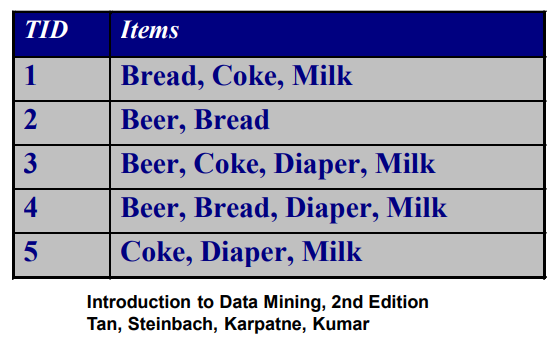 TID Items
1 Bread, Coke, Milk
2 Beer, Bread
3 Beer, Coke, Diaper, Milk
4 Beer, Bread, Diaper, Milk
5 Coke, Diaper, Milk
Introduction to Data Mining, 2nd Edition
Tan, Steinbach, Karpatne, Kumar